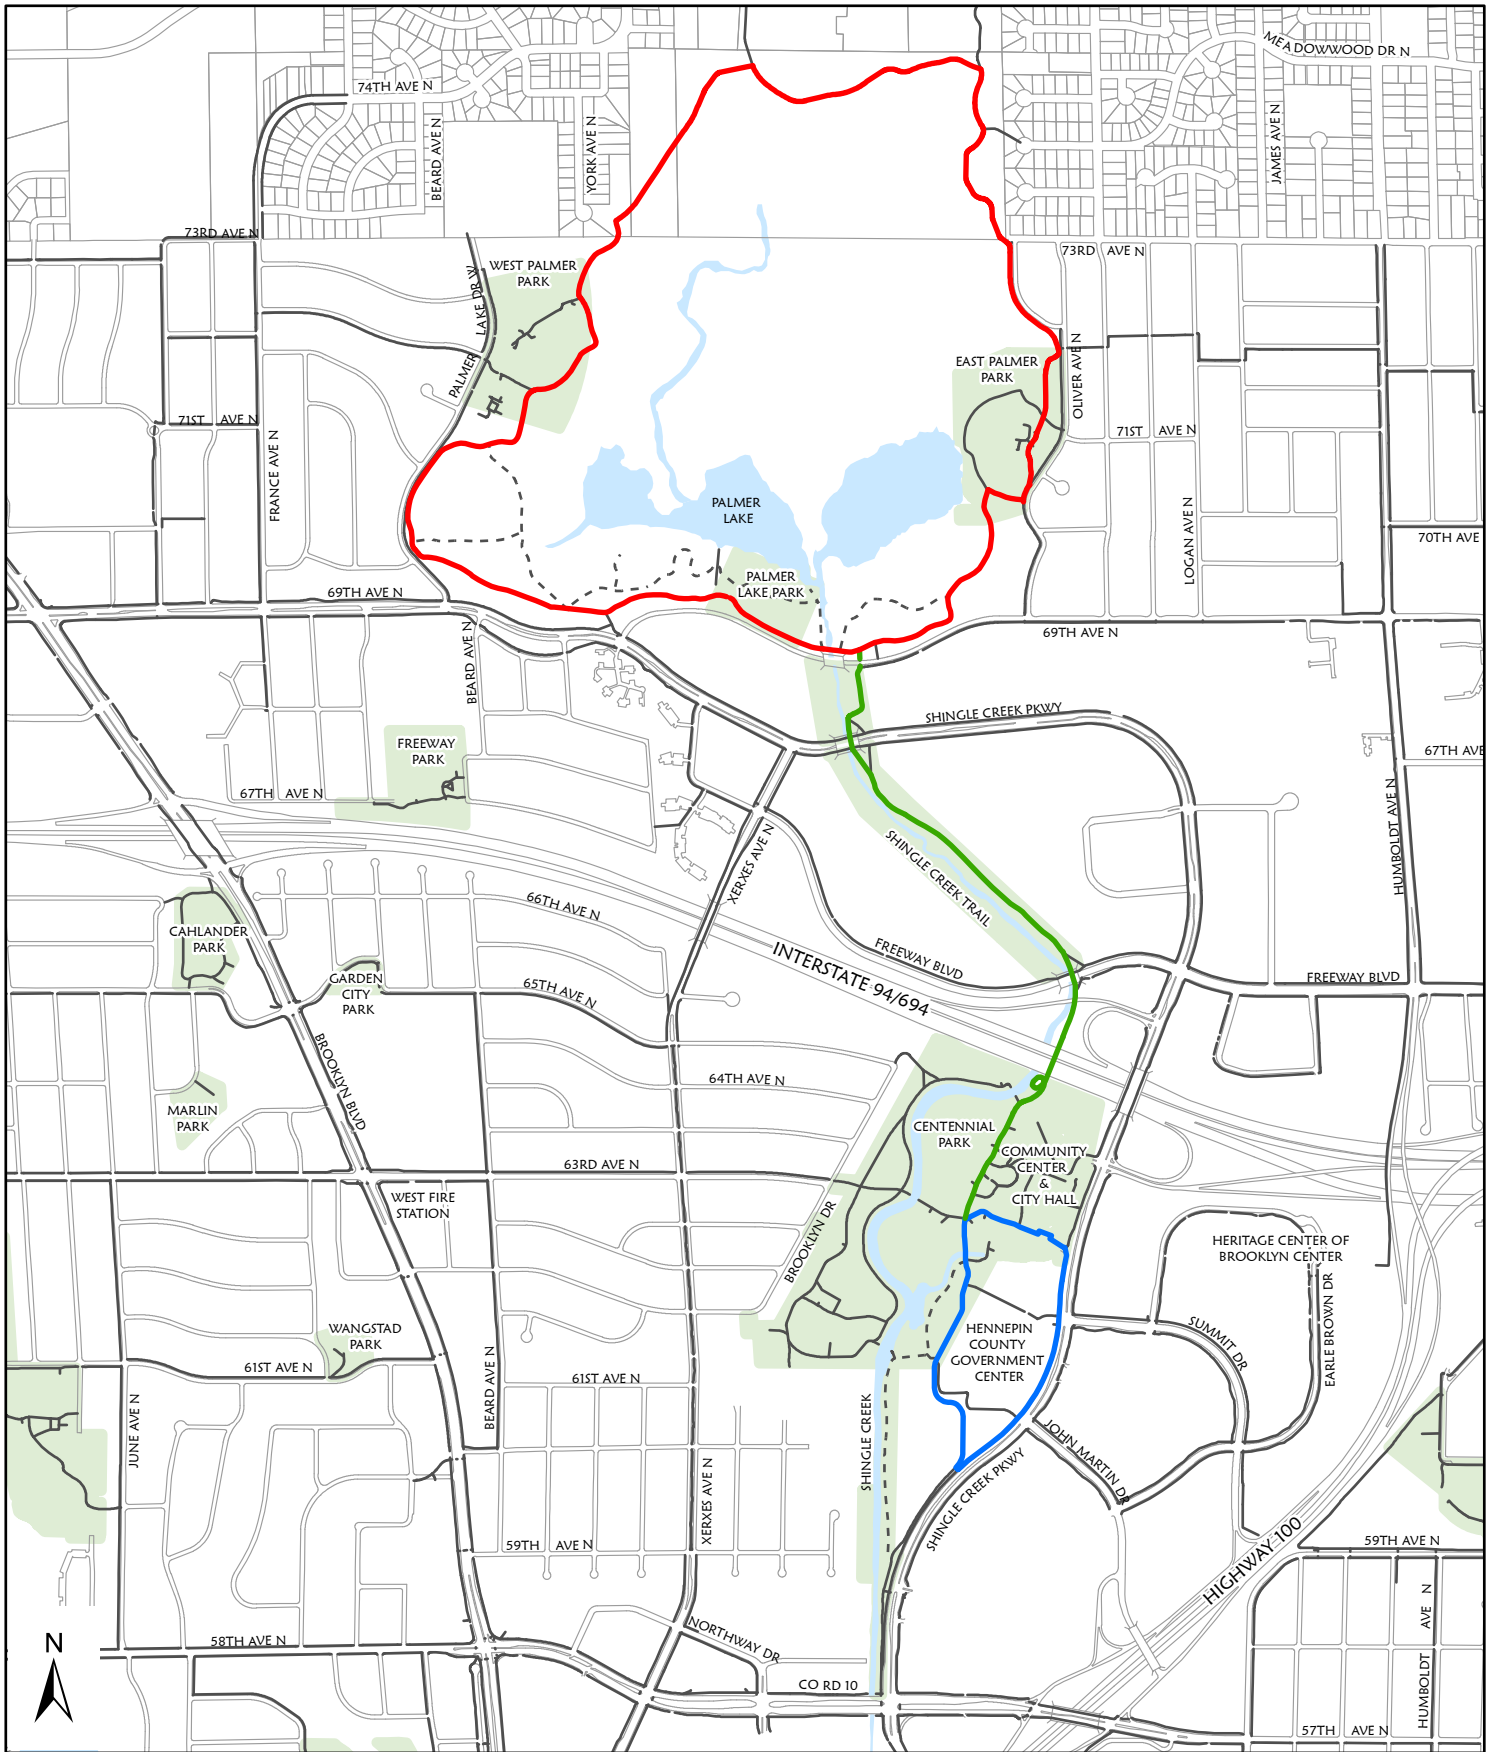 MEADOWWOOD DR N
74TH AVE N
BEARD AVE N
YORK AVE N
JAMES AVE N
73RD AVE N
73RD AVE N
WEST PALMER
PARK
PALMER LAKE DR W
EAST PALMER
PARK
OLIVER AVE N
71ST AVE N
71ST AVE N
FRANCE AVE N
PALMER
LAKE
LOGAN AVE N
70TH AVE
PALMER
LAKE PARK
69TH AVE N
69TH AVE N
BEARD AVE N
SHINGLE CREEK PKWY
FREEWAY
PARK
67TH AVE
67TH AVE N
HUMBOLDT AVE N
XERXES AVE N
SHINGLE CREEK TRAIL
66TH AVE N
CAHLANDER
PARK
INTERSTATE 94/694
FREEWAY BLVD
FREEWAY BLVD
GARDEN
CITY
PARK
65TH AVE N
BROOKLYN BLVD
64TH AVE N
MARLIN
PARK
CENTENNIAL
PARK
COMMUNITY
CENTER
&
CITY HALL
63RD AVE N
WEST FIRE
STATION
BROOKLYN DR
HERITAGE CENTER OF
BROOKLYN CENTER
EARLE BROWN DR
WANGSTAD
PARK
HENNEPIN
COUNTY
GOVERNMENT
CENTER
SUMMIT DR
61ST AVE N
61ST AVE N
BEARD AVE N
JUNE AVE N
SHINGLE CREEK
JOHN MARTIN DR
XERXES AVE N
SHINGLE CREEK PKWY
59TH AVE N
59TH AVE N
HIGHWAY 100
HUMBOLDT AVE N
58TH AVE N
NORTHWAY DR
N
CO RD 10
57TH AVE N